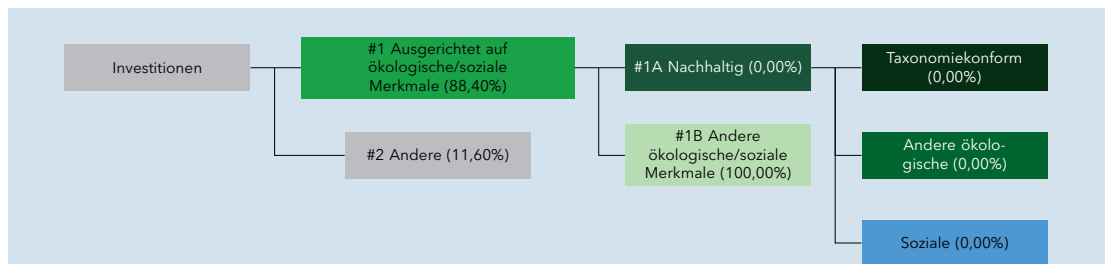 Investitionen
#1 Ausgerichtet auf
ökologische/soziale
Merkmale (88,40%)
#2 Andere (11,60%)
#1A Nachhaltig (0,00%)
#1B Andere
ökologische/soziale
Merkmale (100,00%)
Taxonomiekonform
(0,00%)
Andere ökolo-
gische (0,00%)
Soziale (0,00%)